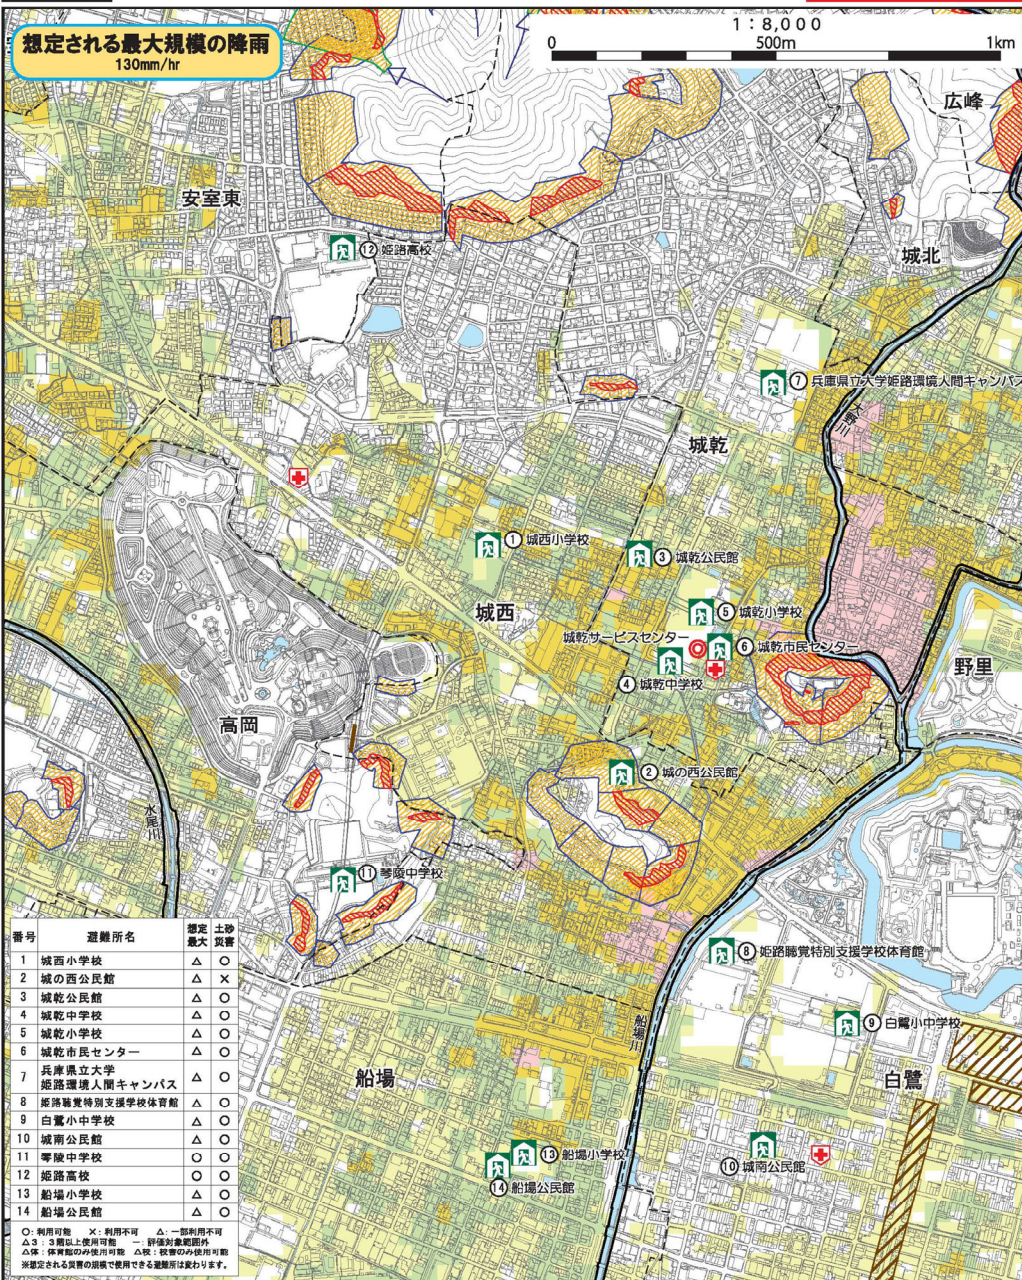 想定される最大規模の降雨
130mm/hr
1:8,000
0 500m 1km
広峰
安室東
⑫ 姫路高校
城北
⑦ 兵庫県立大学姫路環境人間キャンパス
大野川
城乾
① 城西小学校
③ 城乾公民館
城西
⑤ 城乾小学校
城乾サービスセンター
⑥ 城乾市民センター
④ 城乾中学校
野里
高岡
② 城の西公民館
水尾川
⑪ 琴陵中学校
⑧ 姫路聴覚特別支援学校体育館
船場川
⑨ 白鷺小中学校
船場
白鷺
⑬ 船場小学校
⑩ 城南公民館
⑭ 船場公民館
番号 避難所名 想定最大 土砂災害
1 城西小学校 △ ○
2 城の西公民館 △ ×
3 城乾公民館 △ ○
4 城乾中学校 △ ○
5 城乾小学校 △ ○
6 城乾市民センター △ ○
7 兵庫県立大学
姫路環境人間キャンパス △ ○
8 姫路聴覚特別支援学校体育館 △ ○
9 白鷺小中学校 △ ○
10 城南公民館 △ ○
11 琴陵中学校 ○ ○
12 姫路高校 ○ ○
13 船場小学校 △ ○
14 船場公民館 △ ○
○:利用可能 ×:利用不可 △:一部利用不可
△3:3階以上使用可能 ー:評価対象範囲外
△体:体育館のみ使用可能 △校:校舎のみ使用可能
※想定される災害の規模で使用できる避難所は変わります。